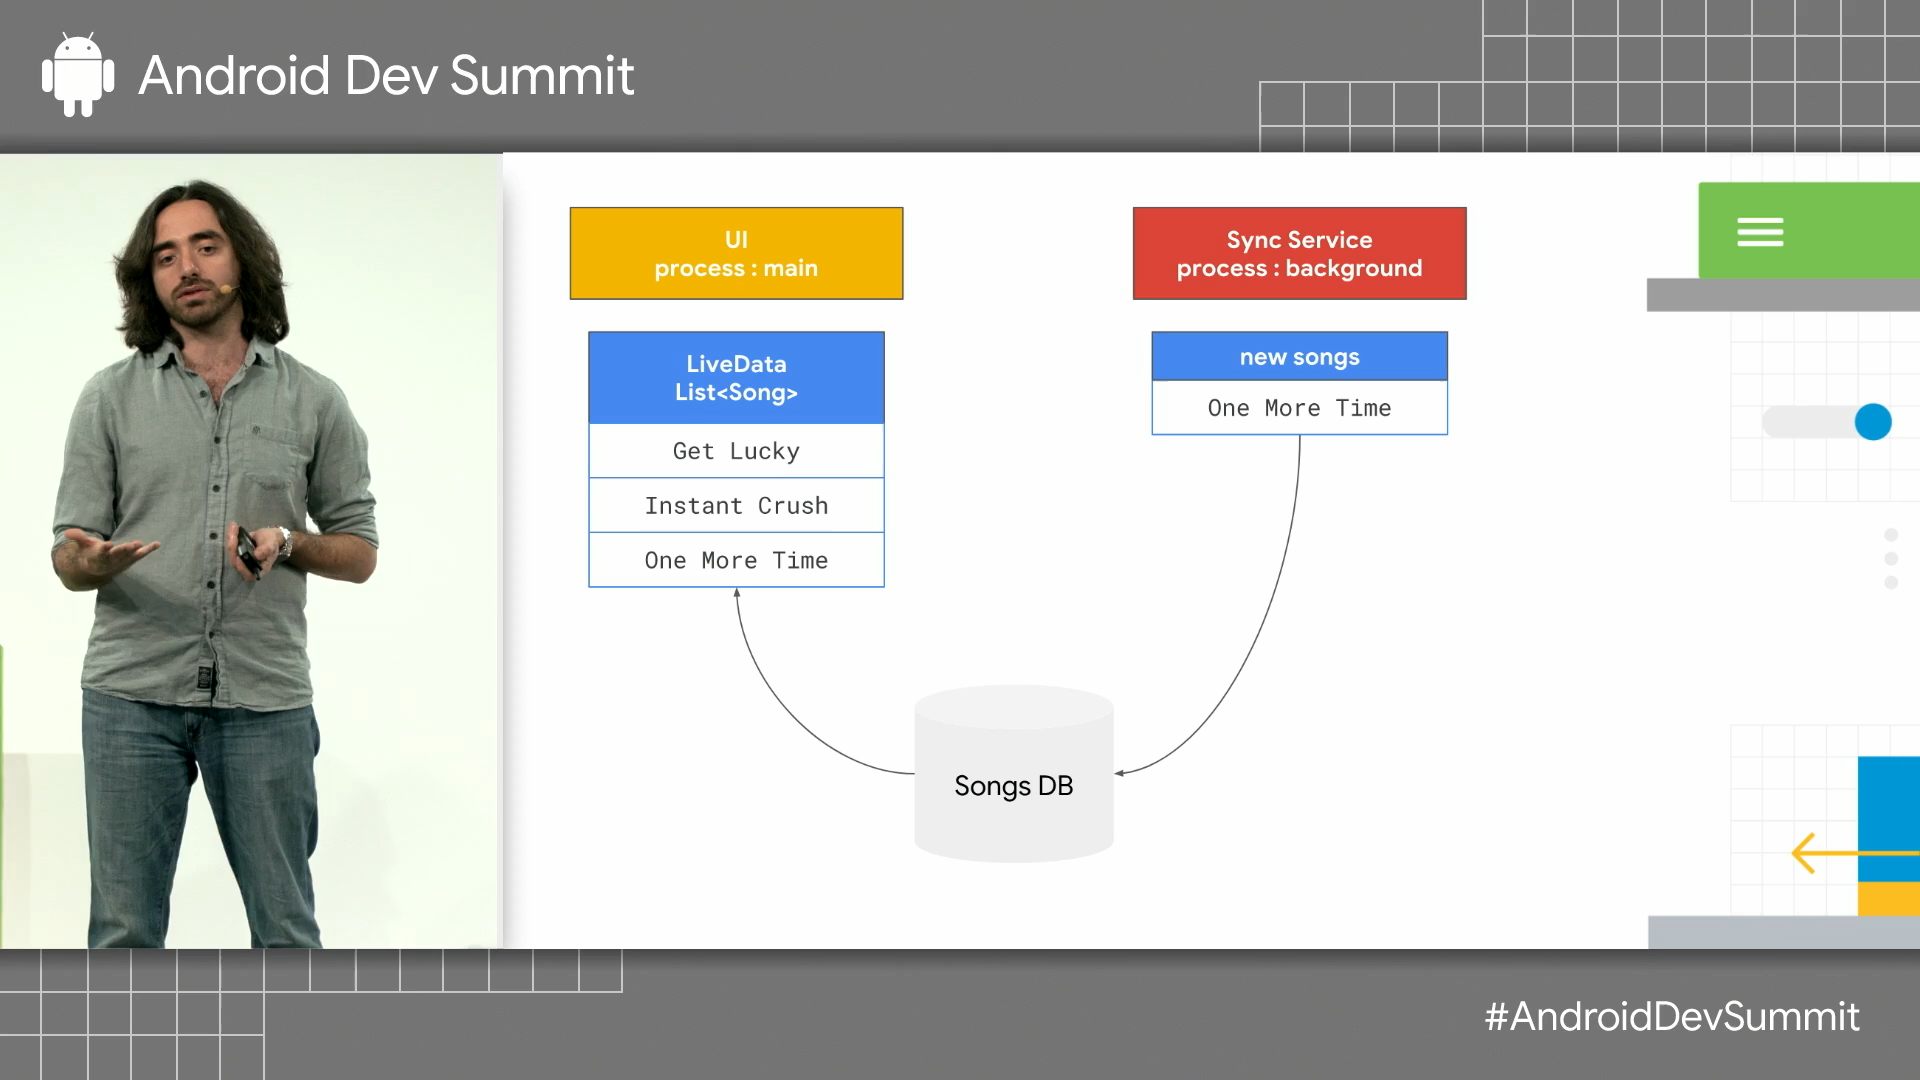 Android Dev Summit
UI
process : main
Sync Service
process : background
LiveData
List<Song>
Get Lucky
Instant Crush
One More Time
new songs
One More Time
Songs DB
#AndroidDevSummit